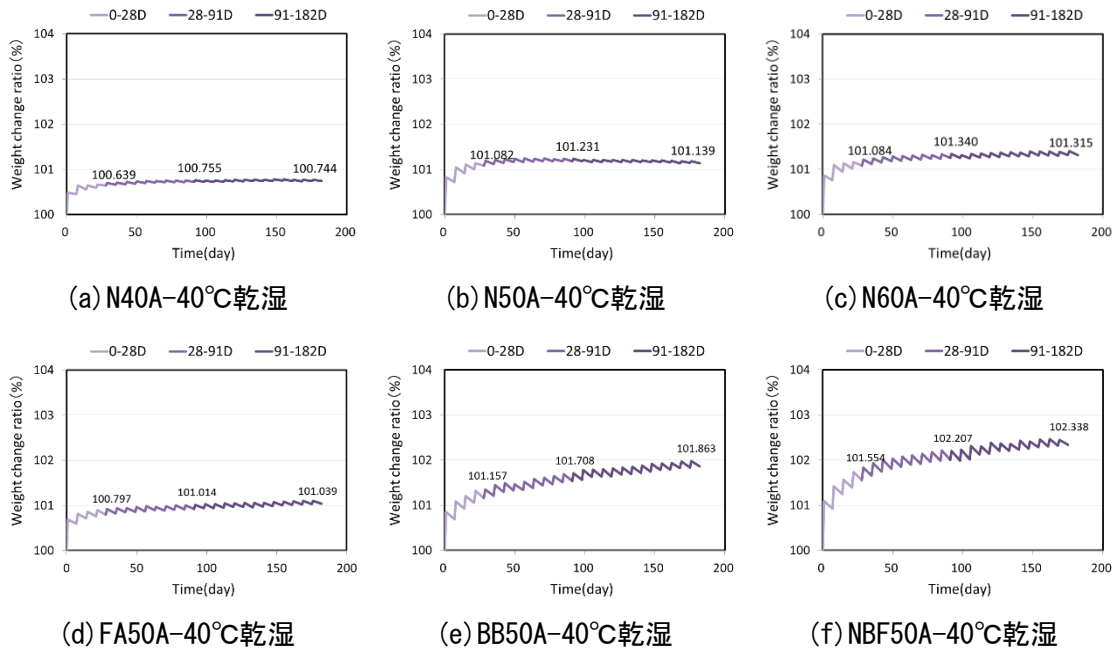 0-28D 28-91D 91-182D
Weight change ratio(%)
104
103
102
101
100
100.639
100.755
100.744
0 50 100 150 200
Time(day)
(a)N40A-40℃乾湿
0-28D 28-91D 91-182D
Weight change ratio(%)
104
103
102
101
100
101.082
101.231
101.139
0 50 100 150 200
Time(day)
(b)N50A-40℃乾湿
0-28D 28-91D 91-182D
Weight change ratio(%)
104
103
102
101
100
101.084
101.340
101.315
0 50 100 150 200
Time(day)
(c)N60A-40℃乾湿
0-28D 28-91D 91-182D
Weight change ratio(%)
104
103
102
101
100
100.797
101.014
101.039
0 50 100 150 200
Time(day)
(d)FA50A-40℃乾湿
0-28D 28-91D 91-182D
Weight change ratio(%)
104
103
102
101
100
101.157
101.708
101.863
0 50 100 150 200
Time(day)
(e)BB50A-40℃乾湿
0-28D 28-91D 91-182D
Weight change ratio(%)
104
103
102
101
100
101.554
102.207
102.338
0 50 100 150 200
Time(day)
(f)NBF50A-40℃乾湿